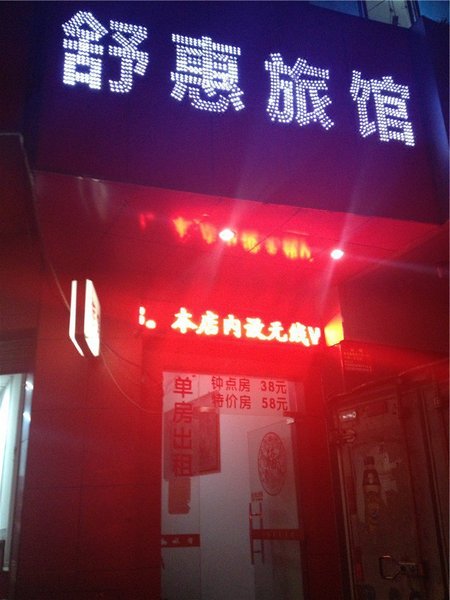 舒惠旅馆
。本店内设无线W
单房出租
钟点房 38元
特价房 58元